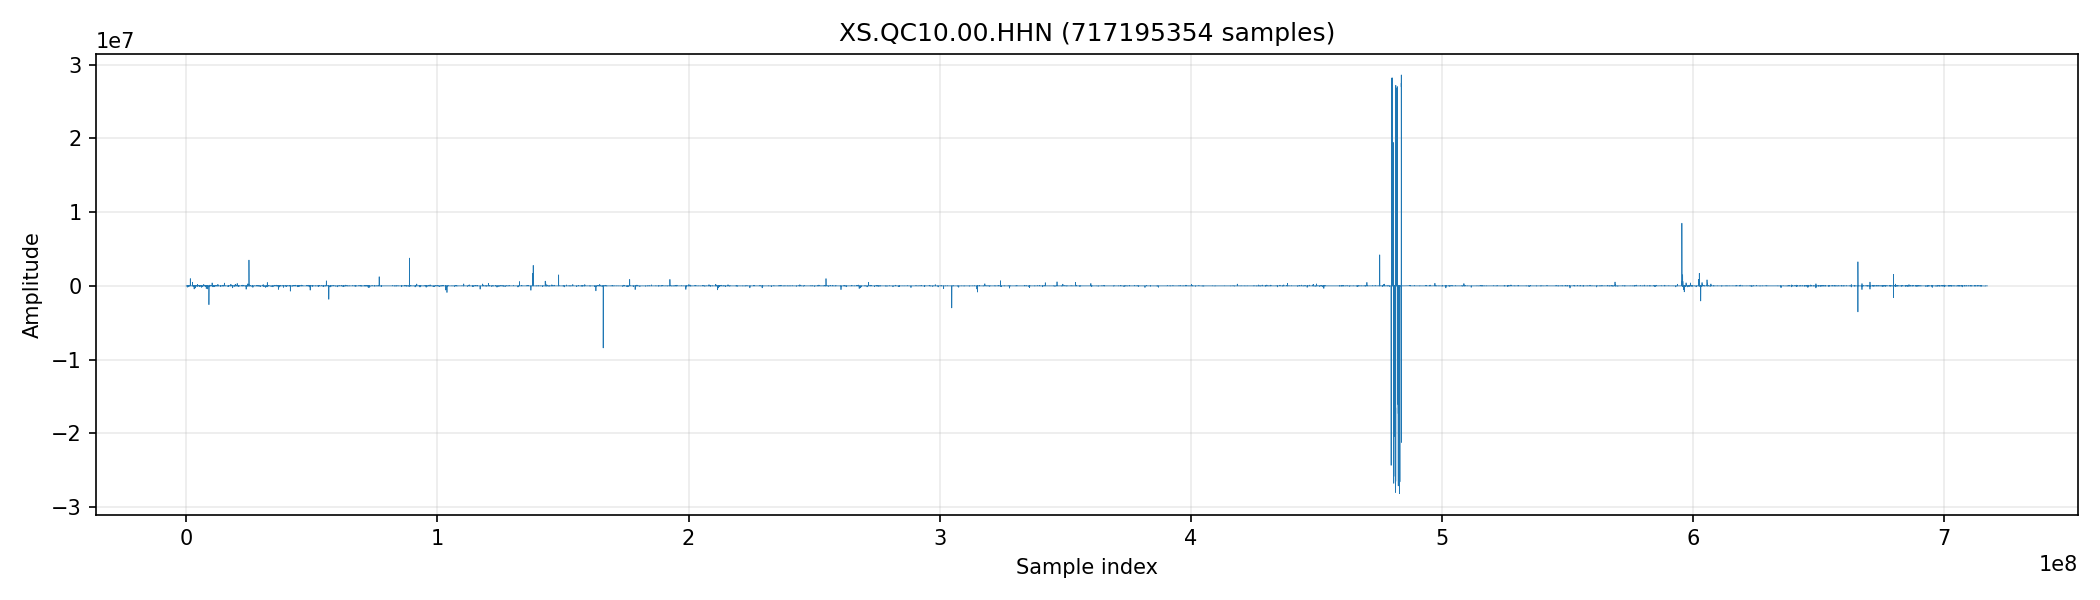 XS.QC10.00.HHN (717195354 samples)
1e7
3
2
1
0
−1
−2
−3
Amplitude
0 1 2 3 4 5 6 7
Sample index
1e8